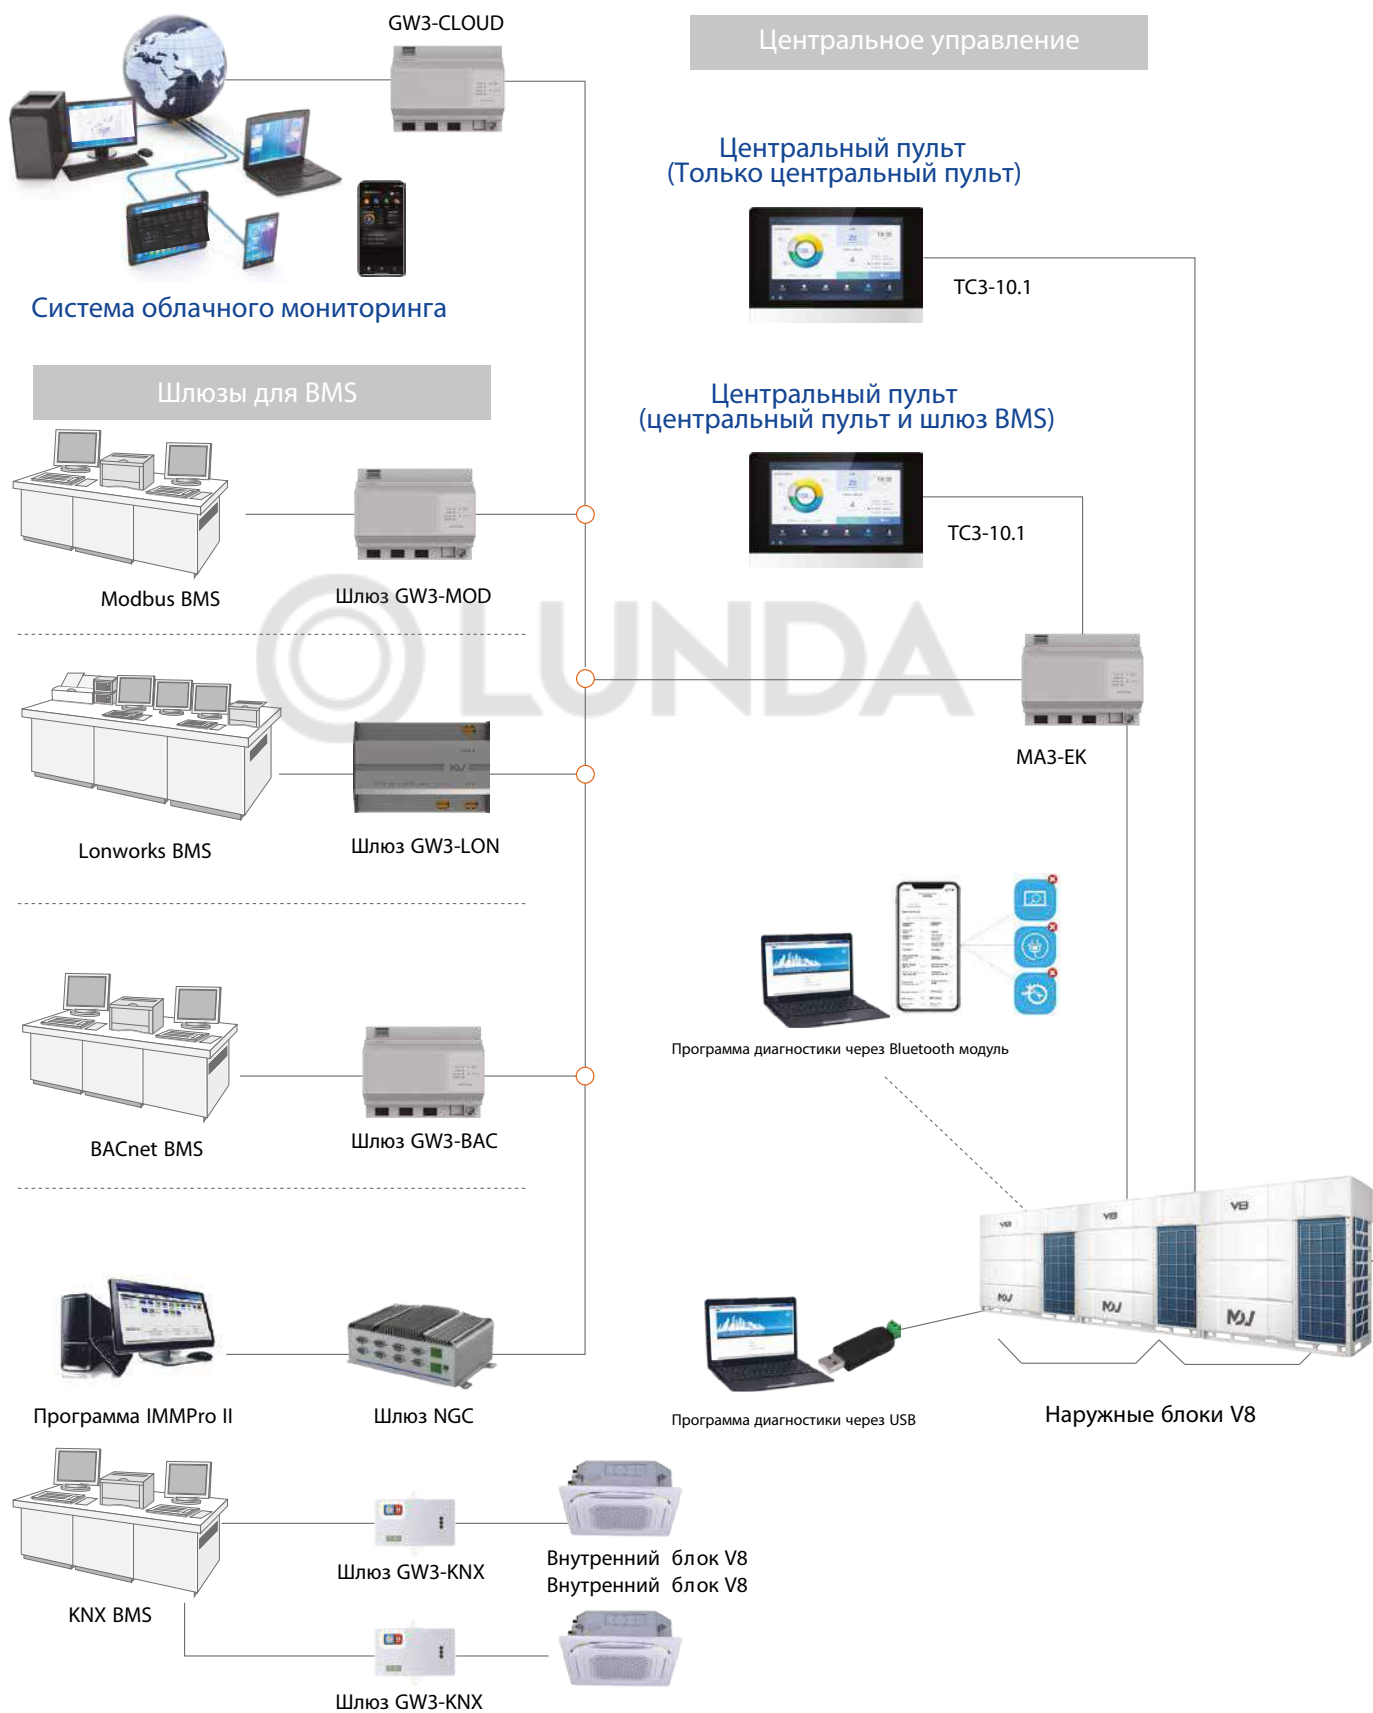 GW3-CLOUD
Центральное управление
Центральный пульт
(Только центральный пульт)
TC3-10.1
Система облачного мониторинга
Шлюзы для BMS
Центральный пульт
(центральный пульт и шлюз BMS)
TC3-10.1
Modbus BMS
Шлюз GW3-MOD
LUNDA
MA3-EK
Lonworks BMS
Шлюз GW3-LON
Программа диагностики через Bluetooth модуль
BACnet BMS
Шлюз GW3-BAC
V8
V8
V8
MDV
MDV
MDV
Программа IMMPro II
Шлюз NGC
Программа диагностики через USB
Наружные блоки V8
Шлюз GW3-KNX
Внутренний блок V8
Внутренний блок V8
KNX BMS
Шлюз GW3-KNX